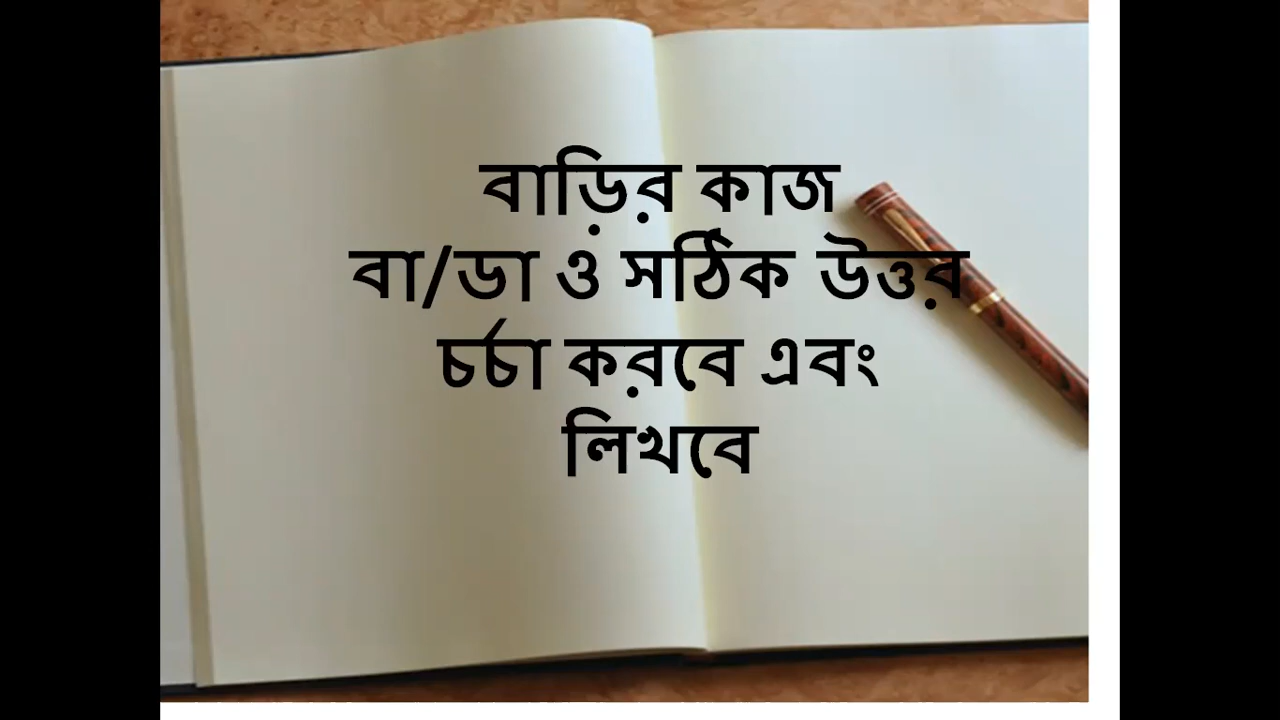 বাড়ির কাজ
বা/ডা ও সঠিক উত্তর
চর্চা করবে এবং
লিখবে